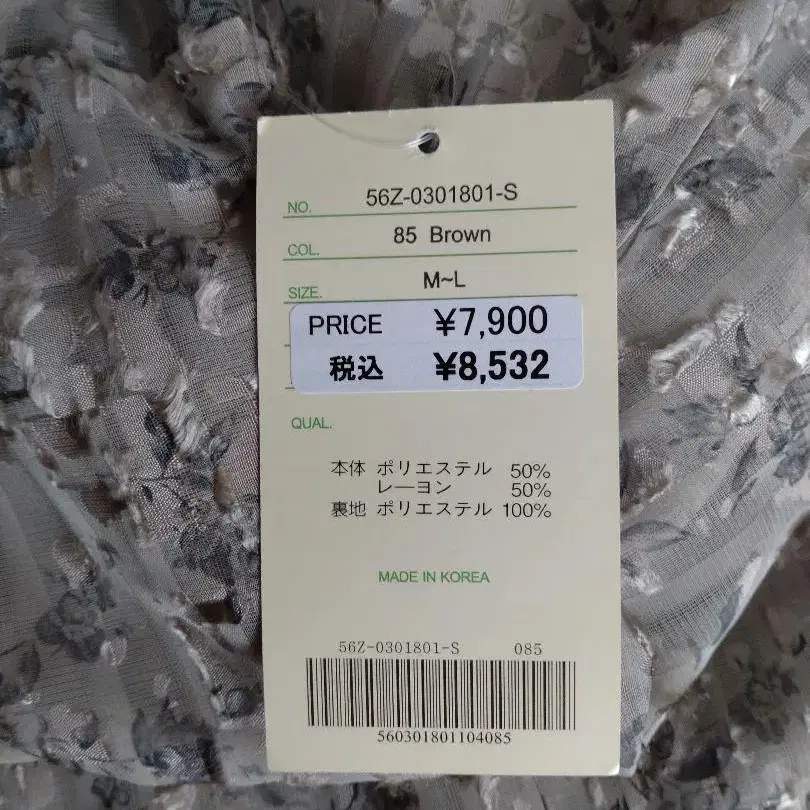 NO. 56Z-0301801-S
COL. 85 Brown
SIZE. M~L
PRICE ¥7,900
税込 ¥8,532
QUAL.
本体 ポリエステル 50%
レーヨン 50%
裏地 ポリエステル 100%
MADE IN KOREA
56Z-0301801-S 085
560301801104085